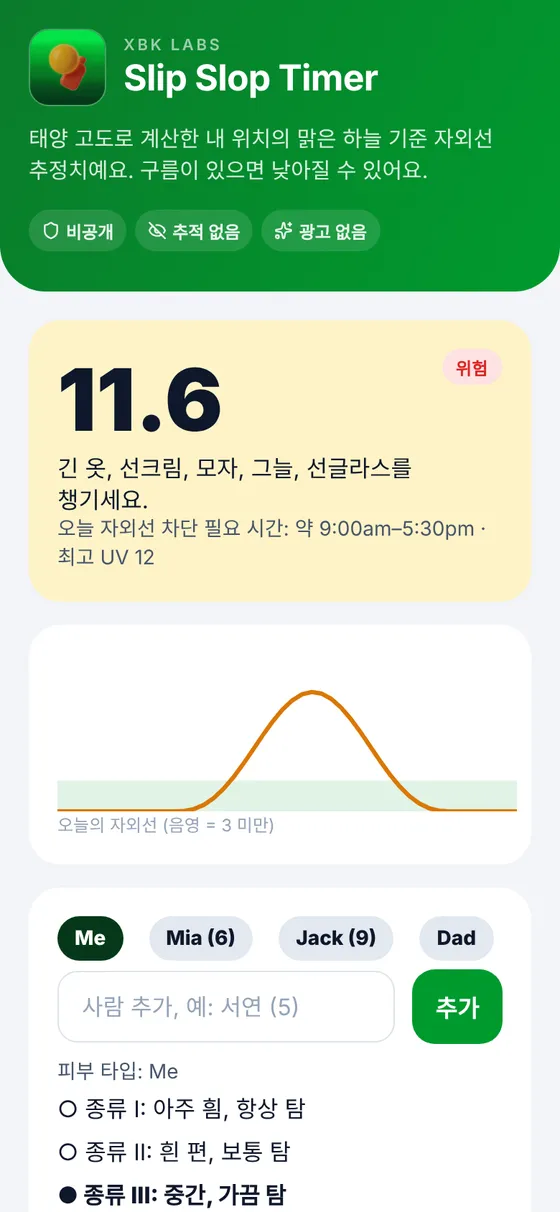 XBK LABS
Slip Slop Timer
태양 고도로 계산한 내 위치의 맑은 하늘 기준 자외선
추정치예요. 구름이 있으면 낮아질 수 있어요.
비공개
추적 없음
광고 없음
위험
11.6
긴 옷, 선크림, 모자, 그늘, 선글라스를
챙기세요.
오늘 자외선 차단 필요 시간: 약 9:00am–5:30pm ·
최고 UV 12
오늘의 자외선 (음영 = 3 미만)
Me
Mia (6)
Jack (9)
Dad
사람 추가, 예: 서연 (5)
추가
피부 타입: Me
종류 I: 아주 흼, 항상 탐
종류 II: 흰 편, 보통 탐
종류 III: 중간, 가끔 탐